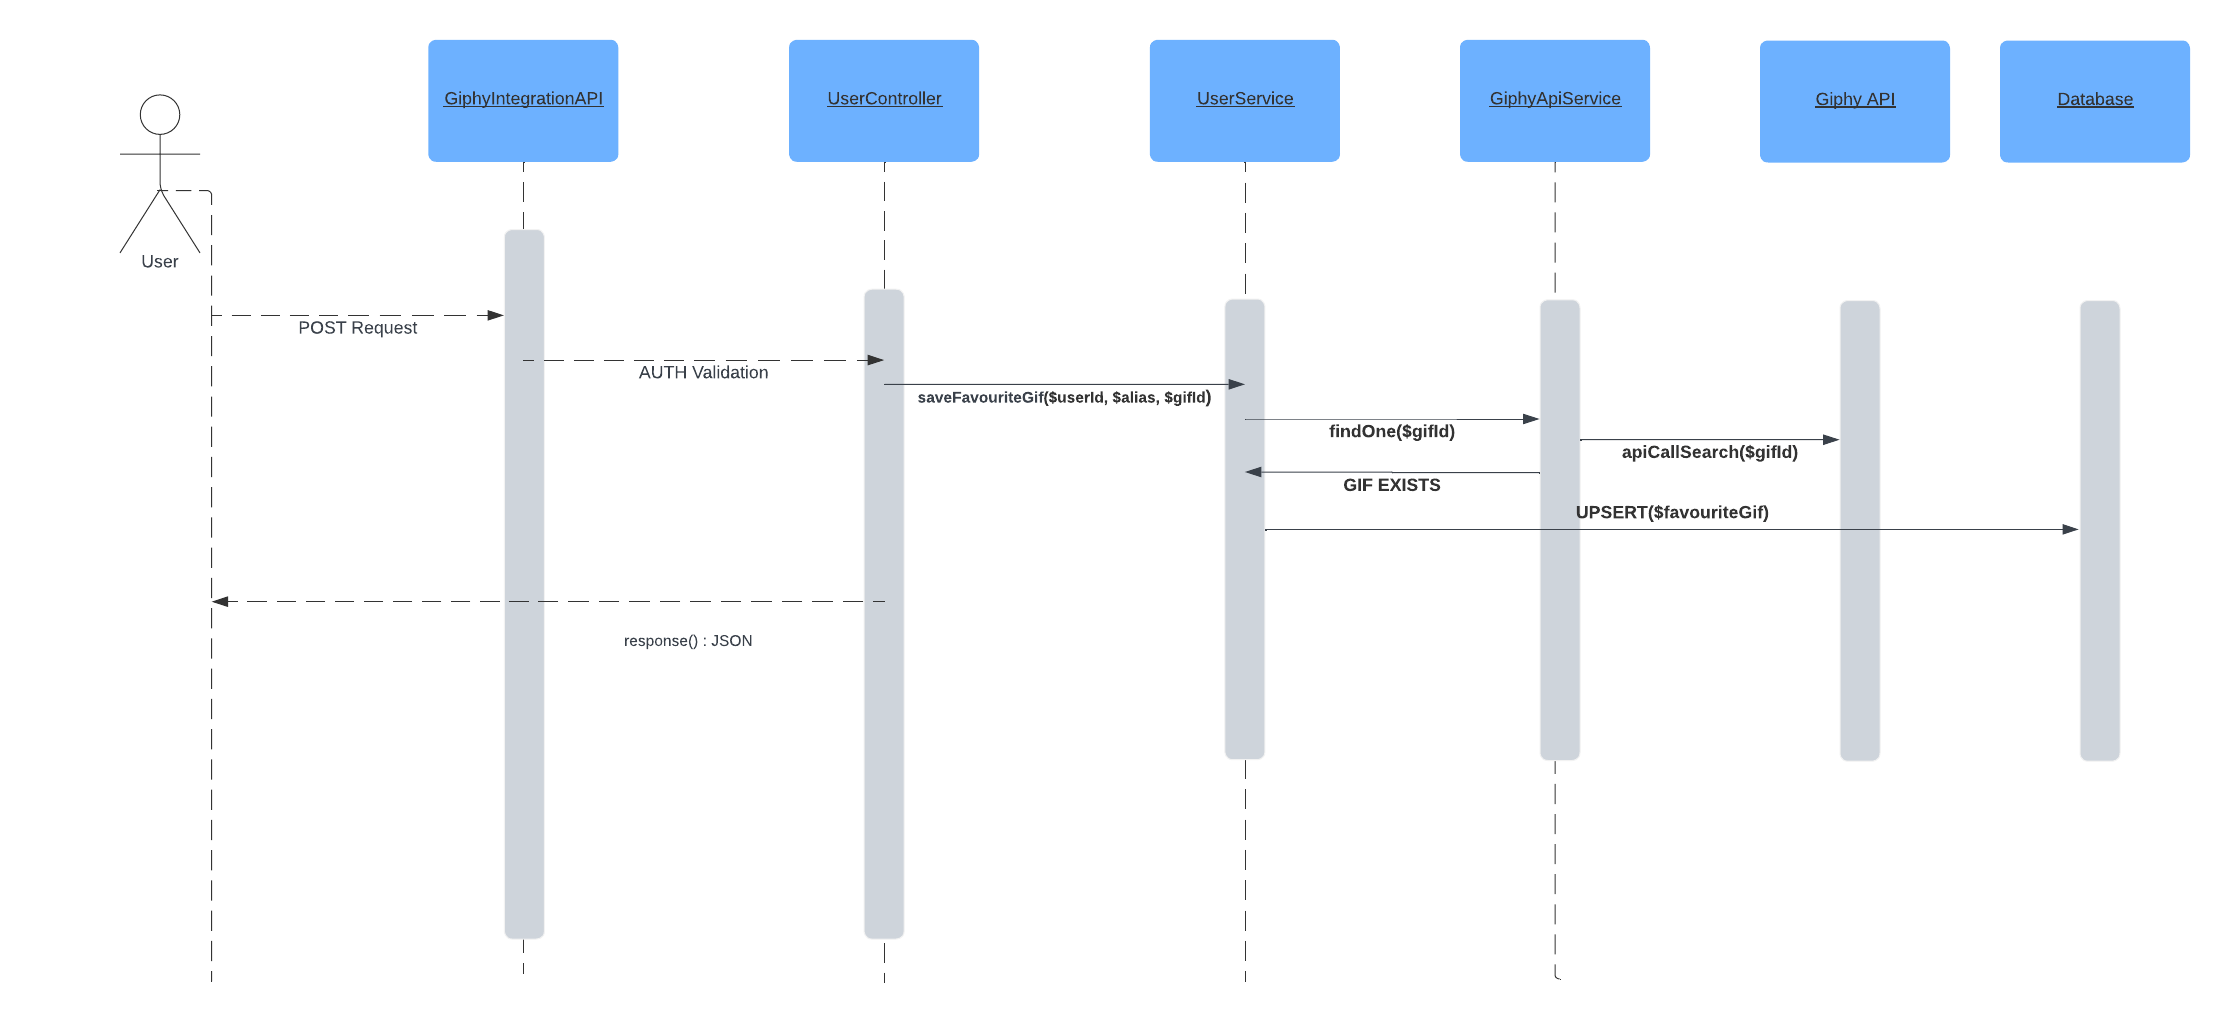 GiphyIntegrationAPI
UserController
UserService
GiphyApiService
Giphy API
Database
User
POST Request
AUTH Validation
saveFavouriteGif($userId, $alias, $gifId)
findOne($gifId)
apiCallSearch($gifId)
GIF EXISTS
UPSERT($favouriteGif)
response() : JSON